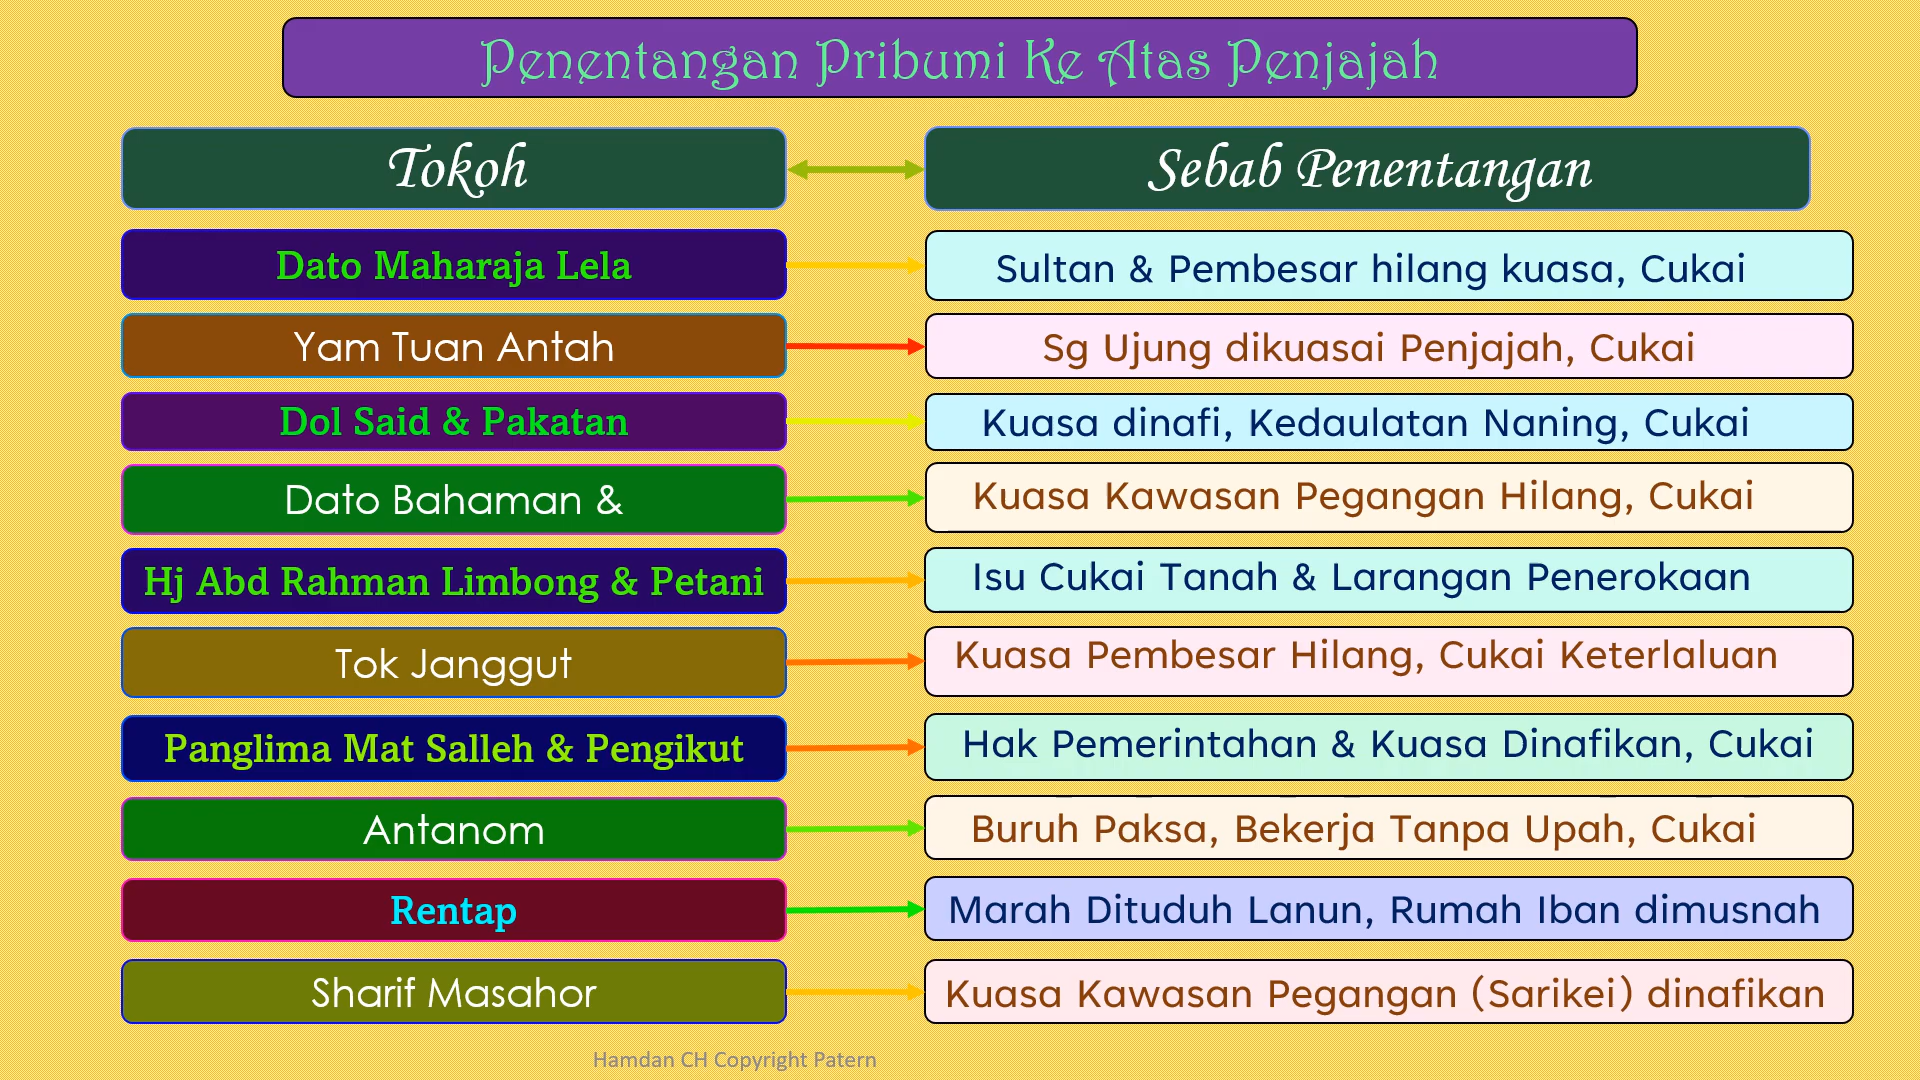 Penentangan Pribumi Ke Atas Penjajah
Tokoh
Sebab Penentangan
Dato Maharaja Lela
Sultan & Pembesar hilang kuasa, Cukai
Yam Tuan Antah
Sg Ujung dikuasai Penjajah, Cukai
Dol Said & Pakatan
Kuasa dinafi, Kedaulatan Naning, Cukai
Dato Bahaman &
Kuasa Kawasan Pegangan Hilang, Cukai
Hj Abd Rahman Limbong & Petani
Isu Cukai Tanah & Larangan Penerokaan
Tok Janggut
Kuasa Pembesar Hilang, Cukai Keterlaluan
Panglima Mat Salleh & Pengikut
Hak Pemerintahan & Kuasa Dinafikan, Cukai
Antanom
Buruh Paksa, Bekerja Tanpa Upah, Cukai
Rentap
Marah Dituduh Lanun, Rumah Iban dimusnah
Sharif Masahor
Kuasa Kawasan Pegangan (Sarikei) dinafikan
Hamdan CH Copyright Patern